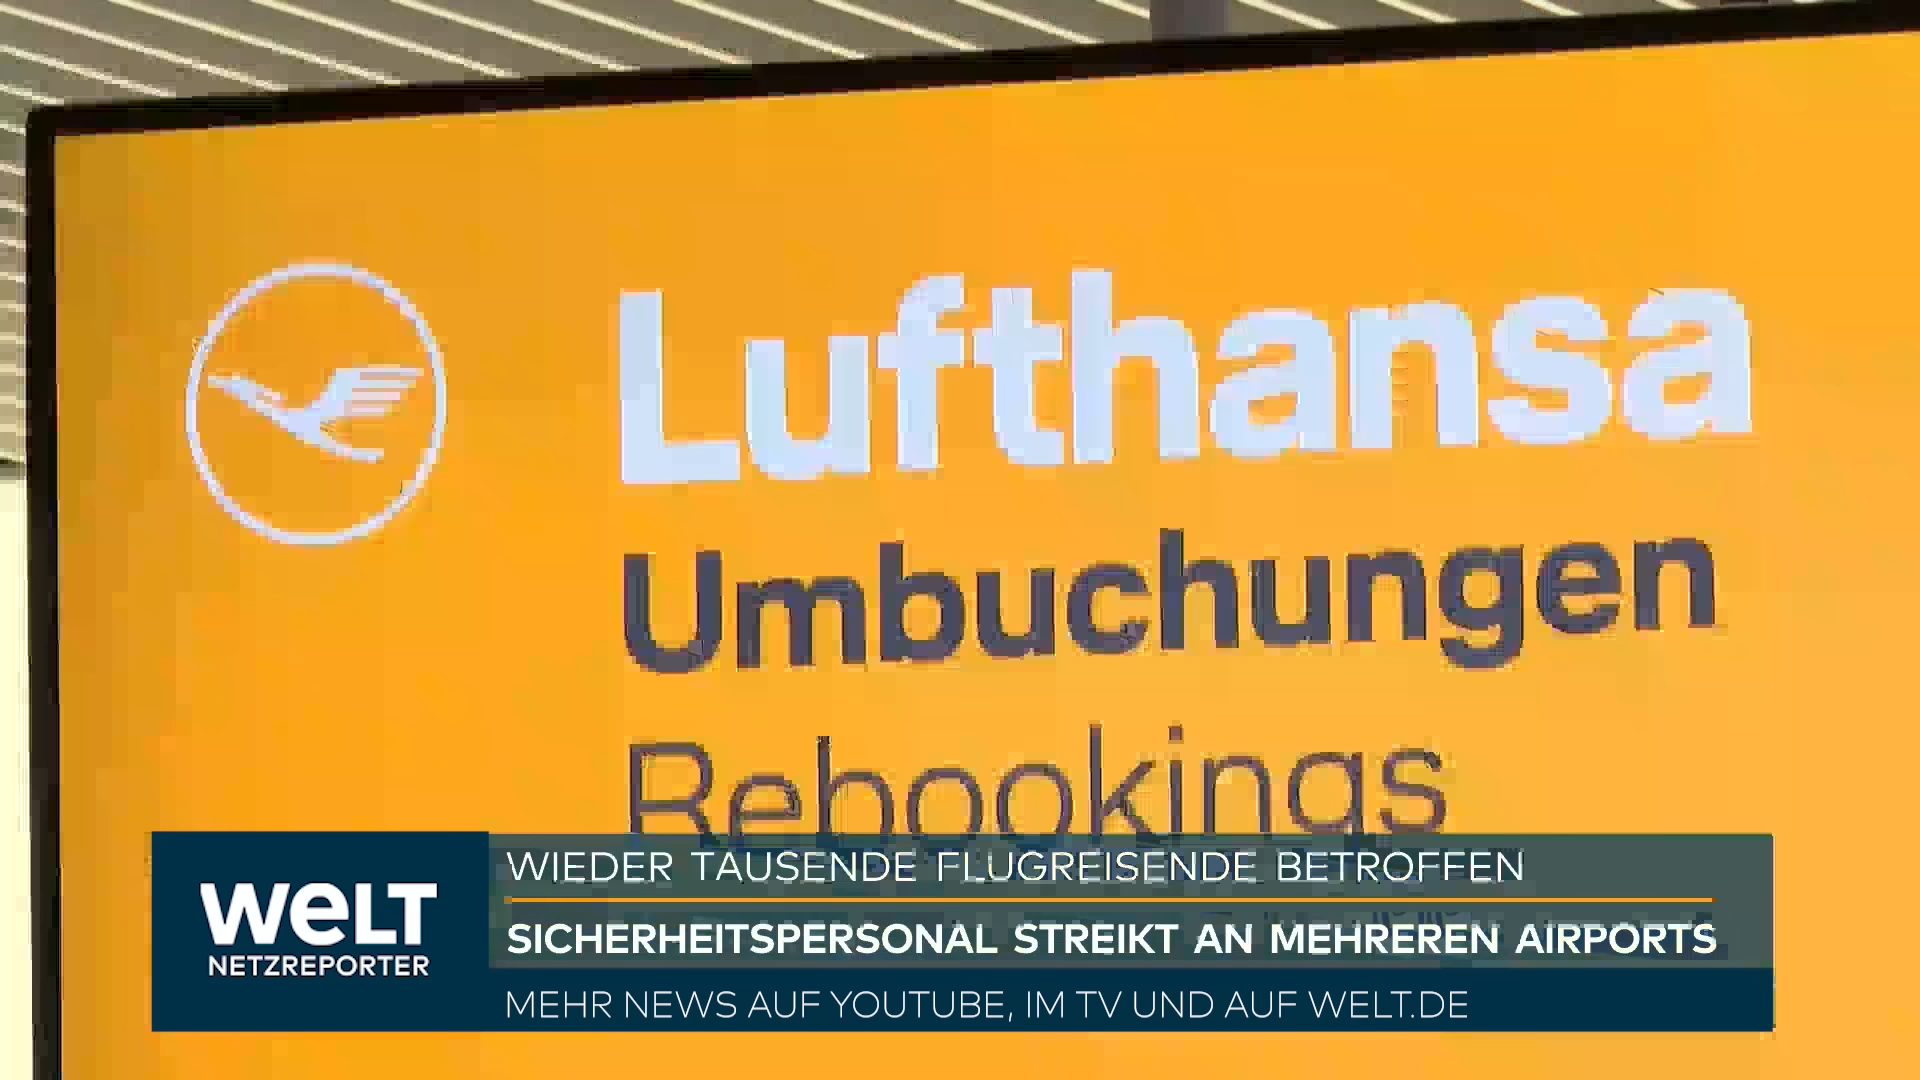 Lufthansa
Umbuchungen
Rebookings
WELT
NETZREPORTER
WIEDER TAUSENDE FLUGREISENDE BETROFFEN
SICHERHEITSPERSONAL STREIKT AN MEHREREN AIRPORTS
MEHR NEWS AUF YOUTUBE, IM TV UND AUF WELT.DE